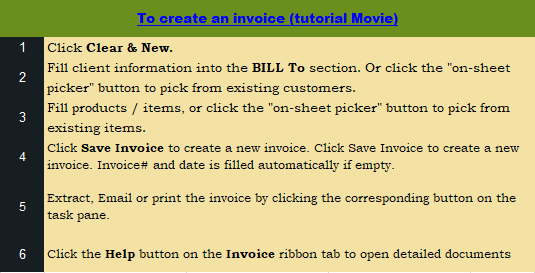 To create an invoice (tutorial Movie)
1 Click Clear & New.
2 Fill client information into the BILL To section. Or click the "on-sheet
picker" button to pick from existing customers.
3 Fill products / items, or click the "on-sheet picker" button to pick from
existing items.
4 Click Save Invoice to create a new invoice. Click Save Invoice to create a new
invoice. Invoice# and date is filled automatically if empty.
5 Extract, Email or print the invoice by clicking the corresponding button on the
task pane.
6 Click the Help button on the Invoice ribbon tab to open detailed documents